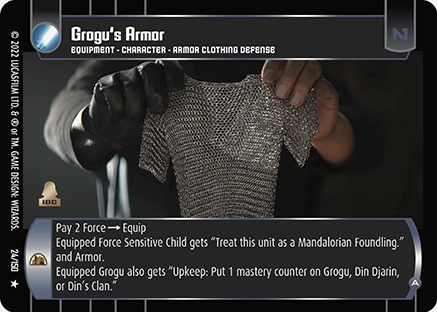 Grogu's Armor
EQUIPMENT - CHARACTER - ARMOR CLOTHING DEFENSE
N
© 2022 LUCASFILM LTD. & ® or TM. GAME DESIGN: WIZARDS.
24/150
IDC
Pay 2 Force → Equip
Equipped Force Sensitive Child gets “Treat this unit as a Mandalorian Foundling.”
and Armor.
Equipped Grogu also gets “Upkeep: Put 1 mastery counter on Grogu, Din Djarin,
or Din's Clan.”
A